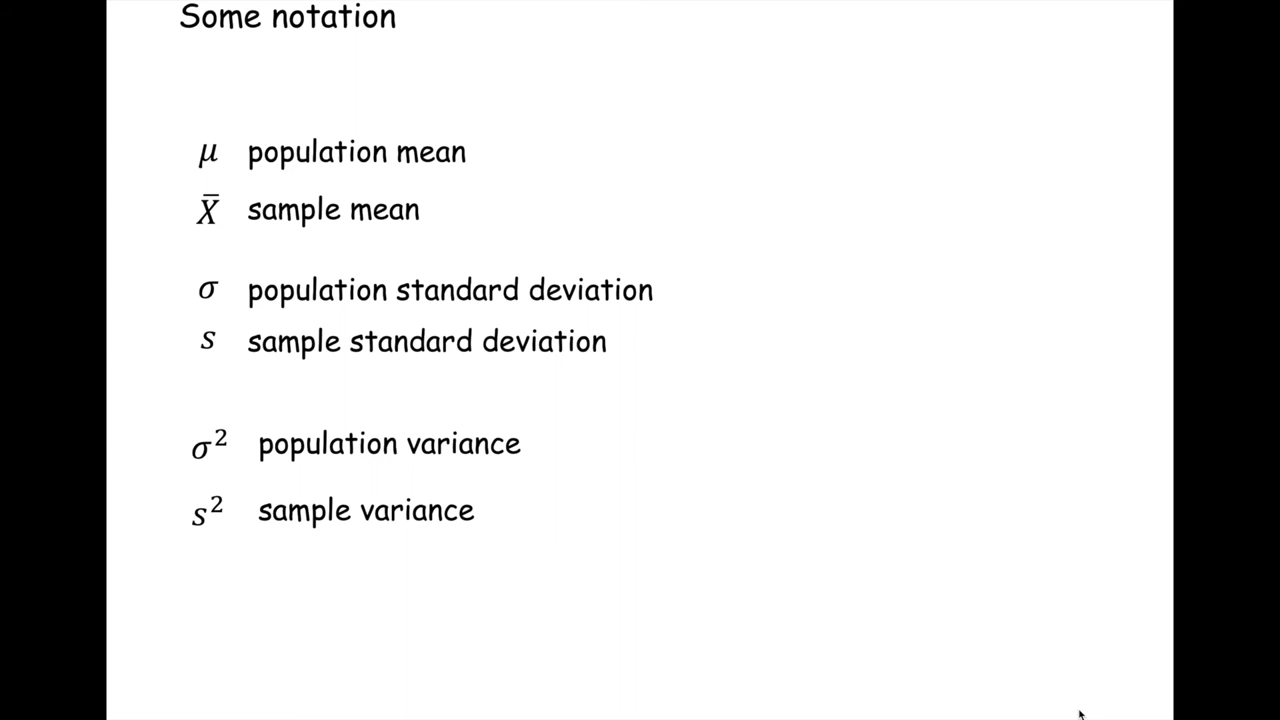 Some notation
μ population mean
X̄ sample mean
σ population standard deviation
s sample standard deviation
σ² population variance
s² sample variance